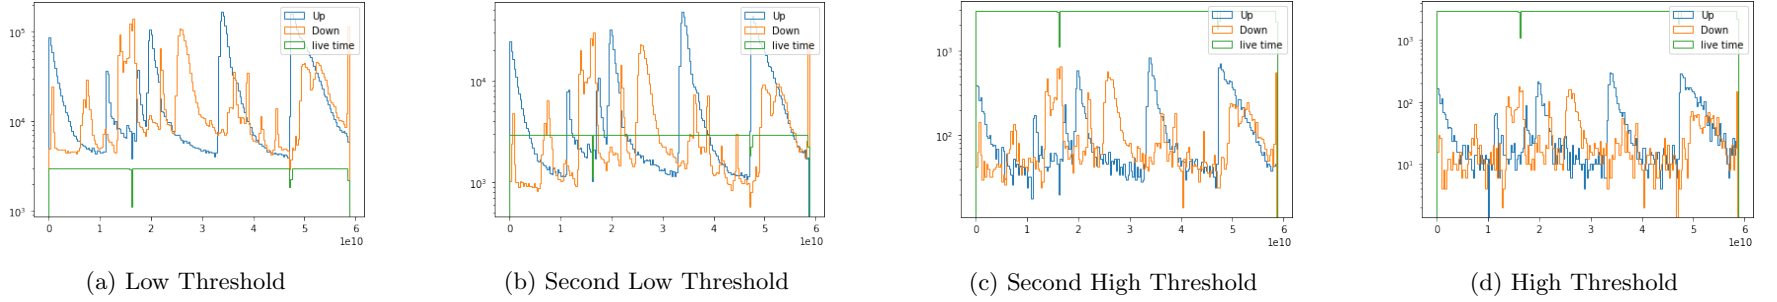 10⁵
10⁴
10³
0 1 2 3 4 5 6
1e10
Up
Down
live time
(a) Low Threshold
10⁴
10³
0 1 2 3 4 5 6
1e10
Up
Down
live time
(b) Second Low Threshold
10³
10²
0 1 2 3 4 5 6
1e10
Up
Down
live time
(c) Second High Threshold
10³
10²
10¹
0 1 2 3 4 5 6
1e10
Up
Down
live time
(d) High Threshold